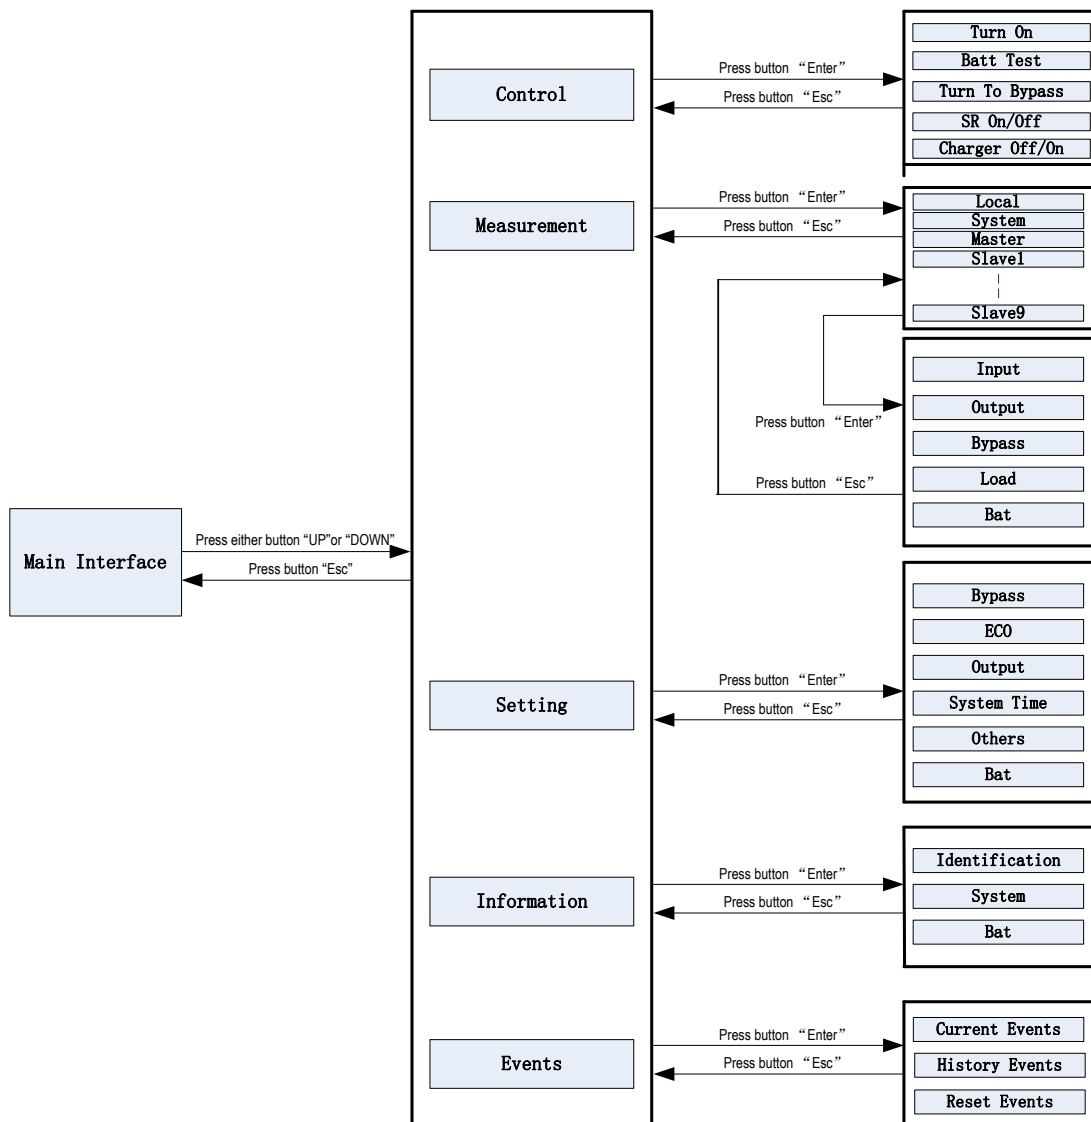 Main Interface
Press either button “UP”or “DOWN”
Press button “Esc”
Control
Press button “Enter”
Press button “Esc”
Turn On
Batt Test
Turn To Bypass
SR On/Off
Charger Off/On
Measurement
Press button “Enter”
Press button “Esc”
Local
System
Master
Slave1
Slave9
Press button “Enter”
Press button “Esc”
Input
Output
Bypass
Load
Bat
Setting
Press button “Enter”
Press button “Esc”
Bypass
ECO
Output
System Time
Others
Bat
Information
Press button “Enter”
Press button “Esc”
Identification
System
Bat
Events
Press button “Enter”
Press button “Esc”
Current Events
History Events
Reset Events